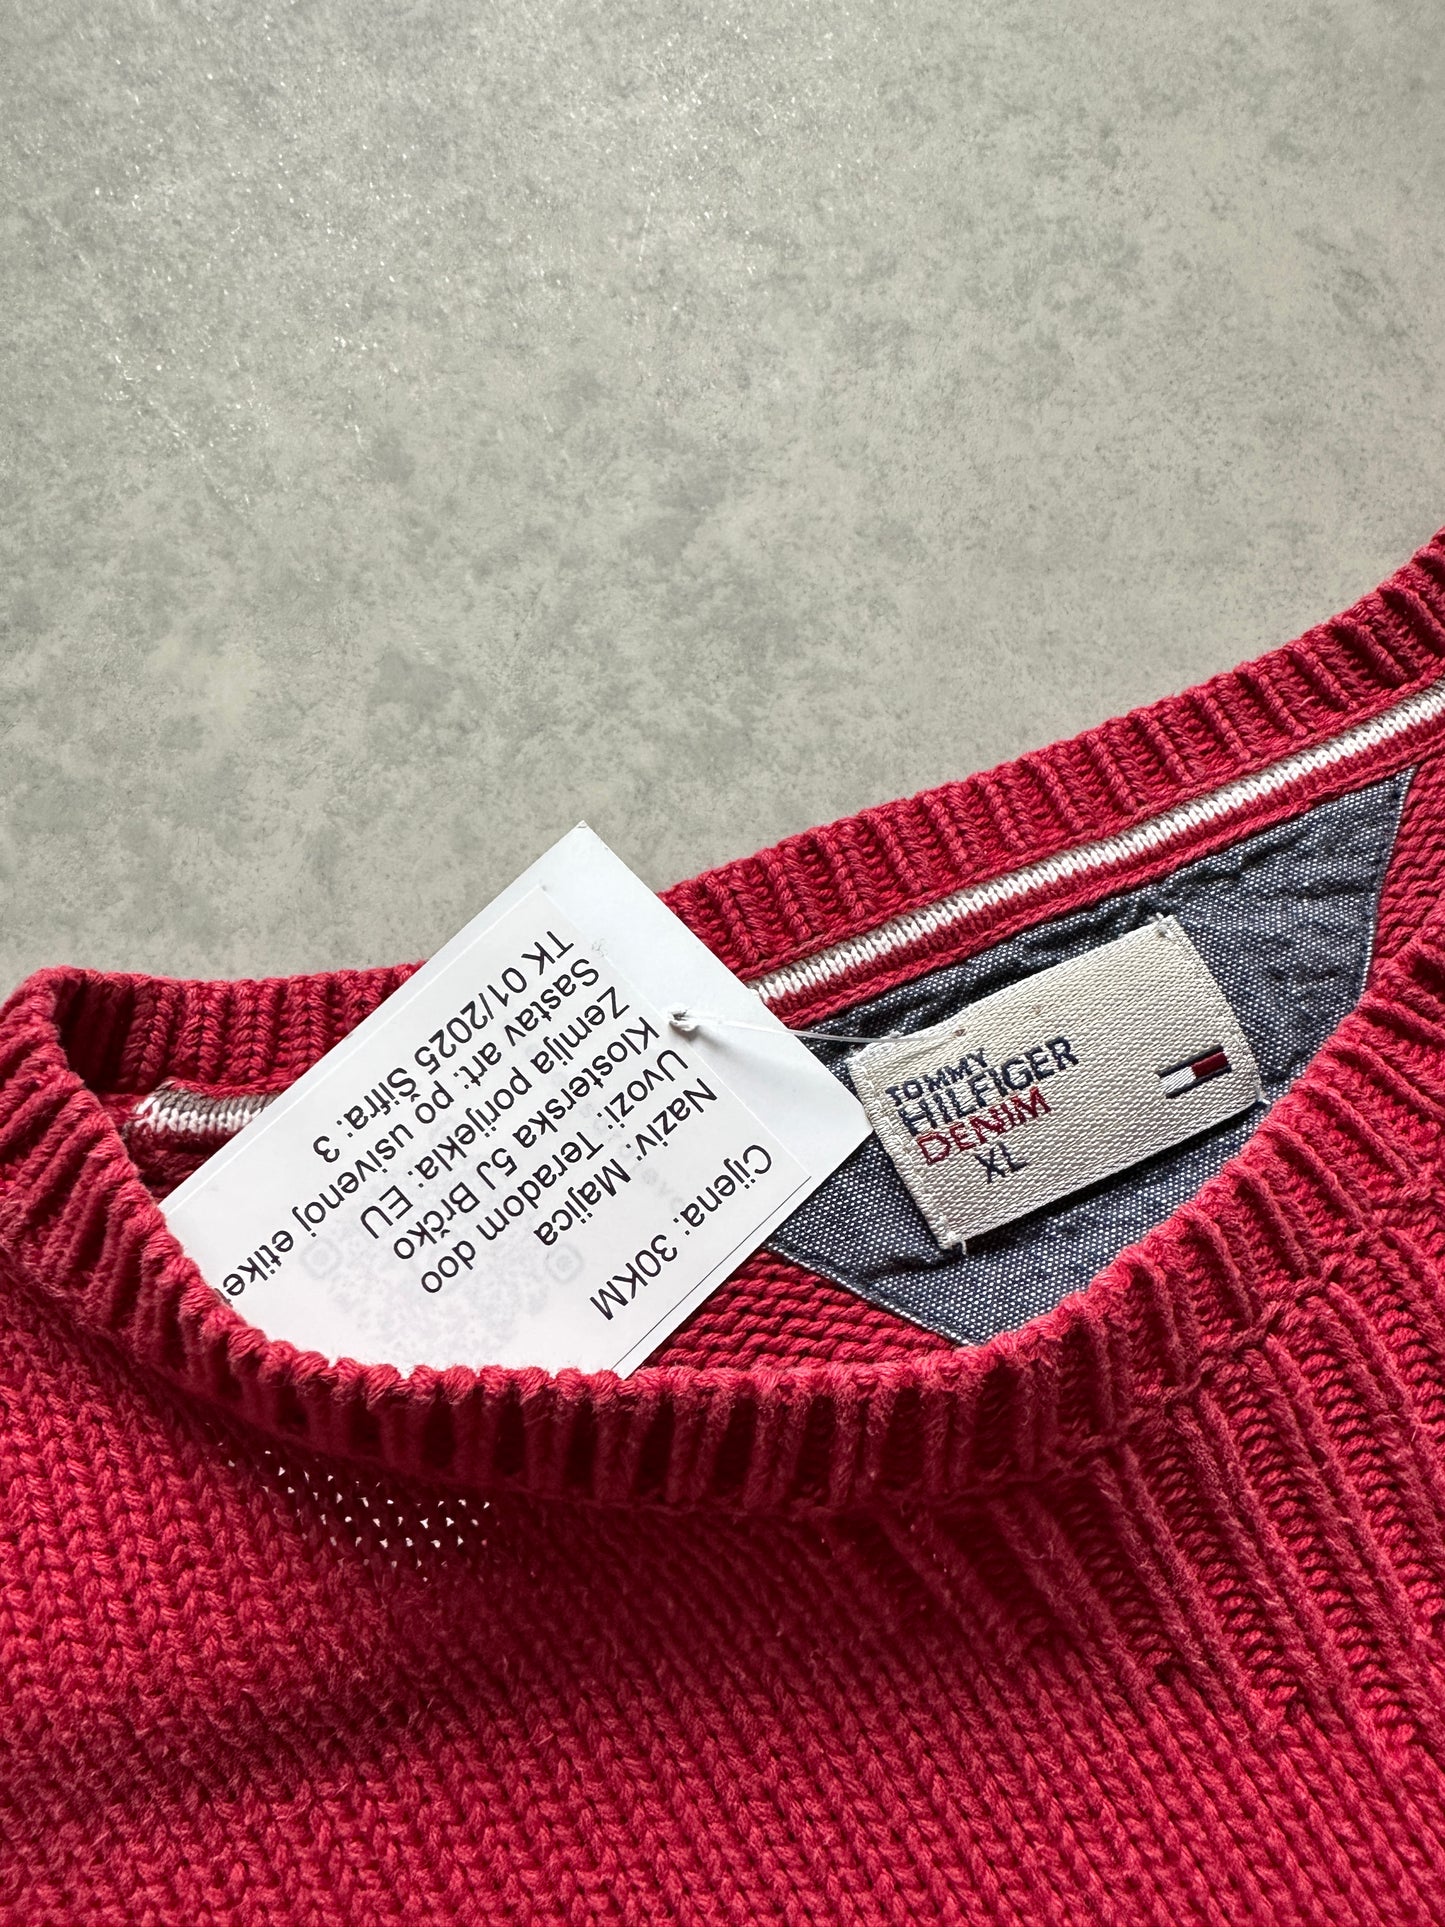 Cijena: 30KM
Naziv: Majica
Uvozi: Teradom doo
Klosterska 5J Brčko
Zemlja porijekla: EU
Sastav art: po usivenoj etike
TK 01/2025 Šifra: 3
TOMMY
HILFIGER
DENIM
XL